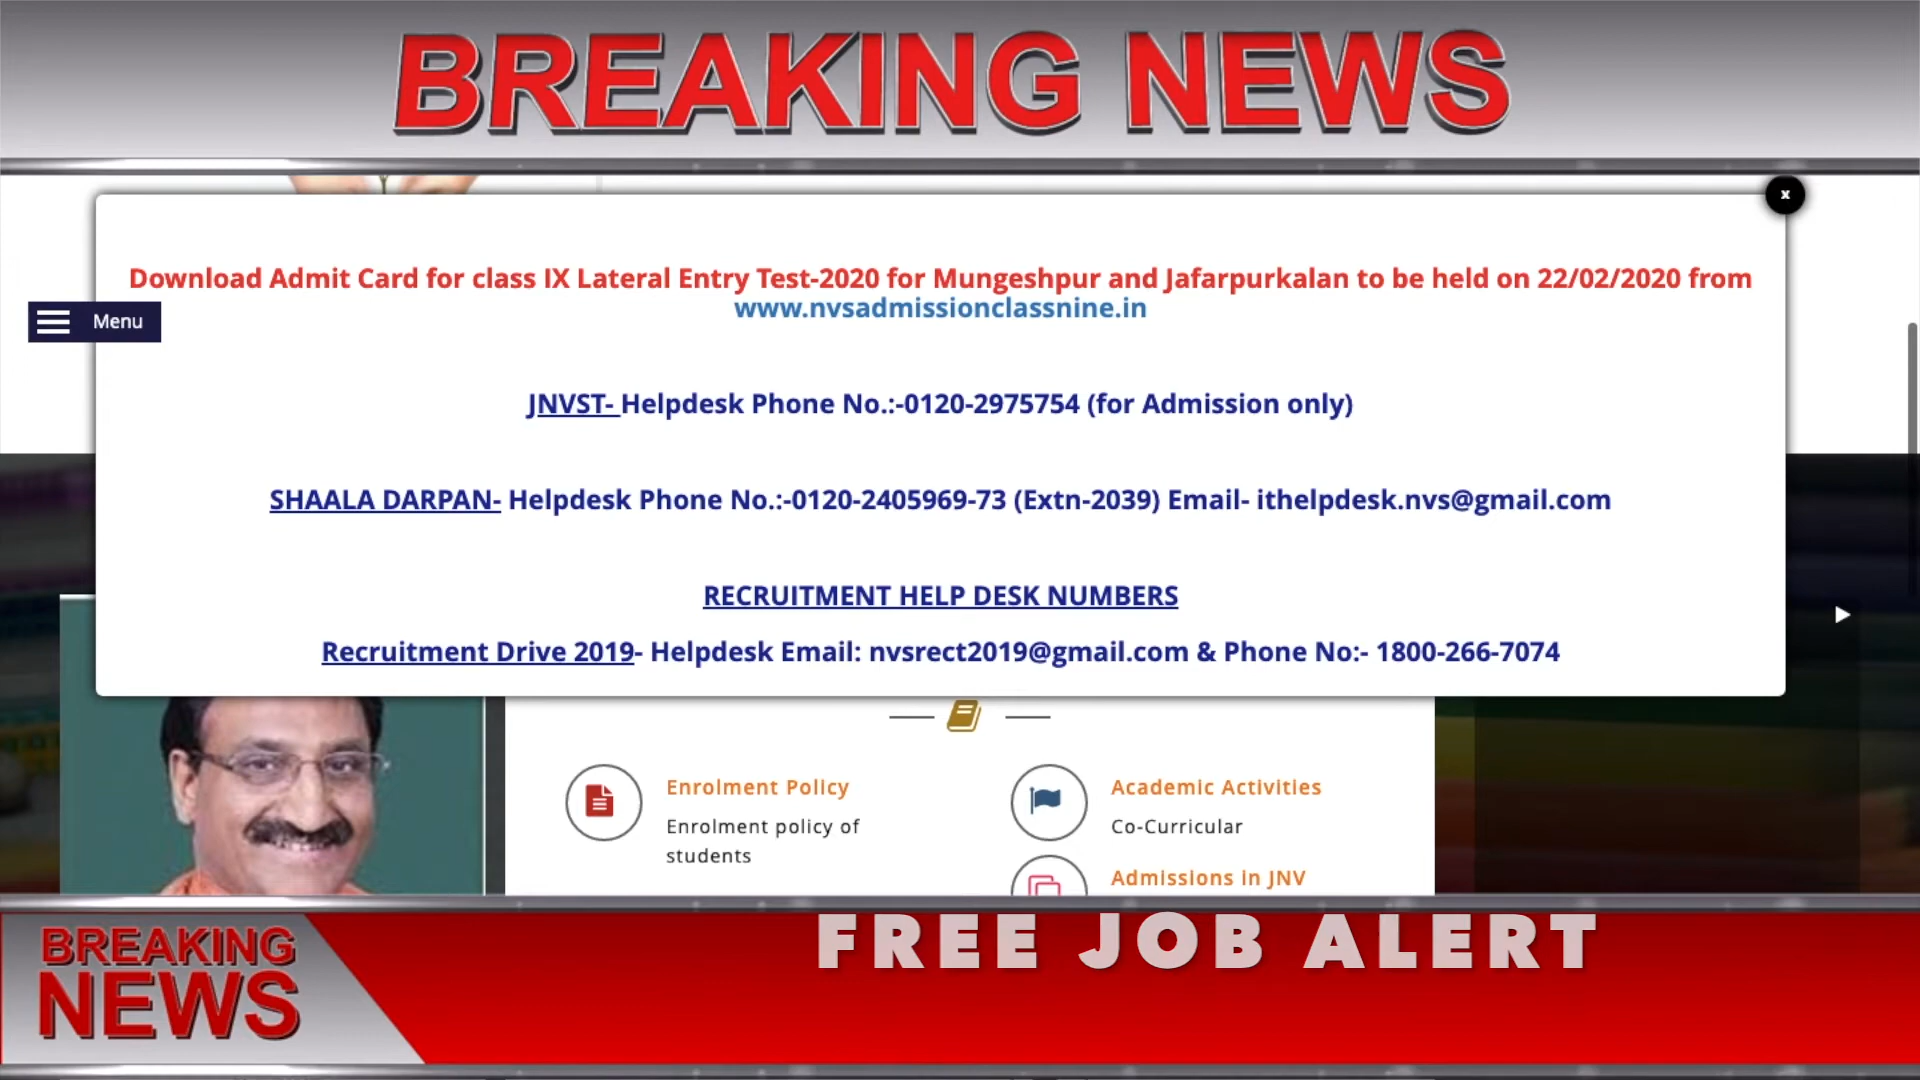 BREAKING NEWS
x
Download Admit Card for class IX Lateral Entry Test-2020 for Mungeshpur and Jafarpurkalan to be held on 22/02/2020 from
www.nvsadmissionclassnine.in
Menu
JNVST- Helpdesk Phone No.:-0120-2975754 (for Admission only)
SHAALA DARPAN- Helpdesk Phone No.:-0120-2405969-73 (Extn-2039) Email- ithelpdesk.nvs@gmail.com
RECRUITMENT HELP DESK NUMBERS
Recruitment Drive 2019- Helpdesk Email: nvsrect2019@gmail.com & Phone No:- 1800-266-7074
Enrolment Policy
Enrolment policy of
students
Academic Activities
Co-Curricular
Admissions in JNV
BREAKING
NEWS
FREE JOB ALERT